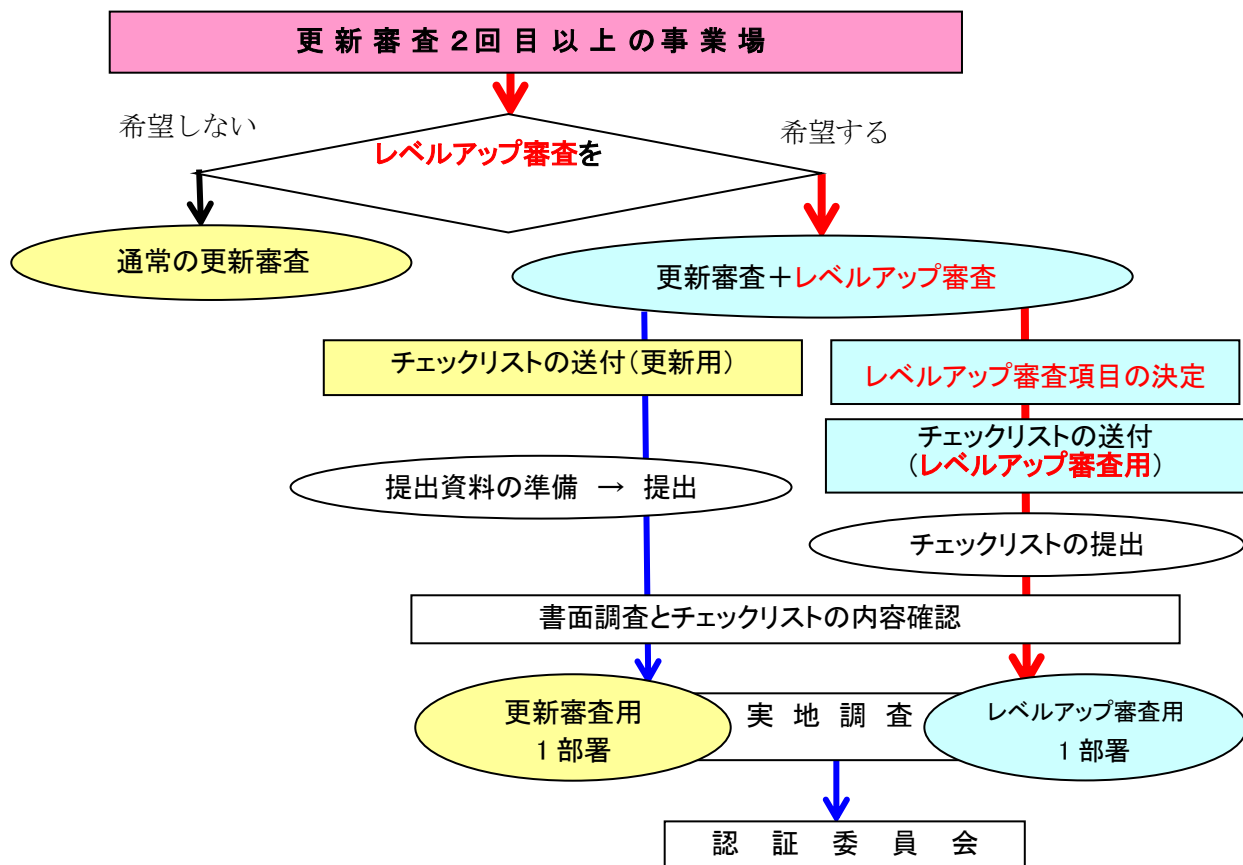 更新審査2回目以上の事業場
希望しない
希望する
レベルアップ審査を
通常の更新審査
更新審査＋レベルアップ審査
チェックリストの送付（更新用）
レベルアップ審査項目の決定
チェックリストの送付
（レベルアップ審査用）
提出資料の準備 → 提出
チェックリストの提出
書面調査とチェックリストの内容確認
更新審査用
1部署
実地調査
レベルアップ審査用
1部署
認証委員会